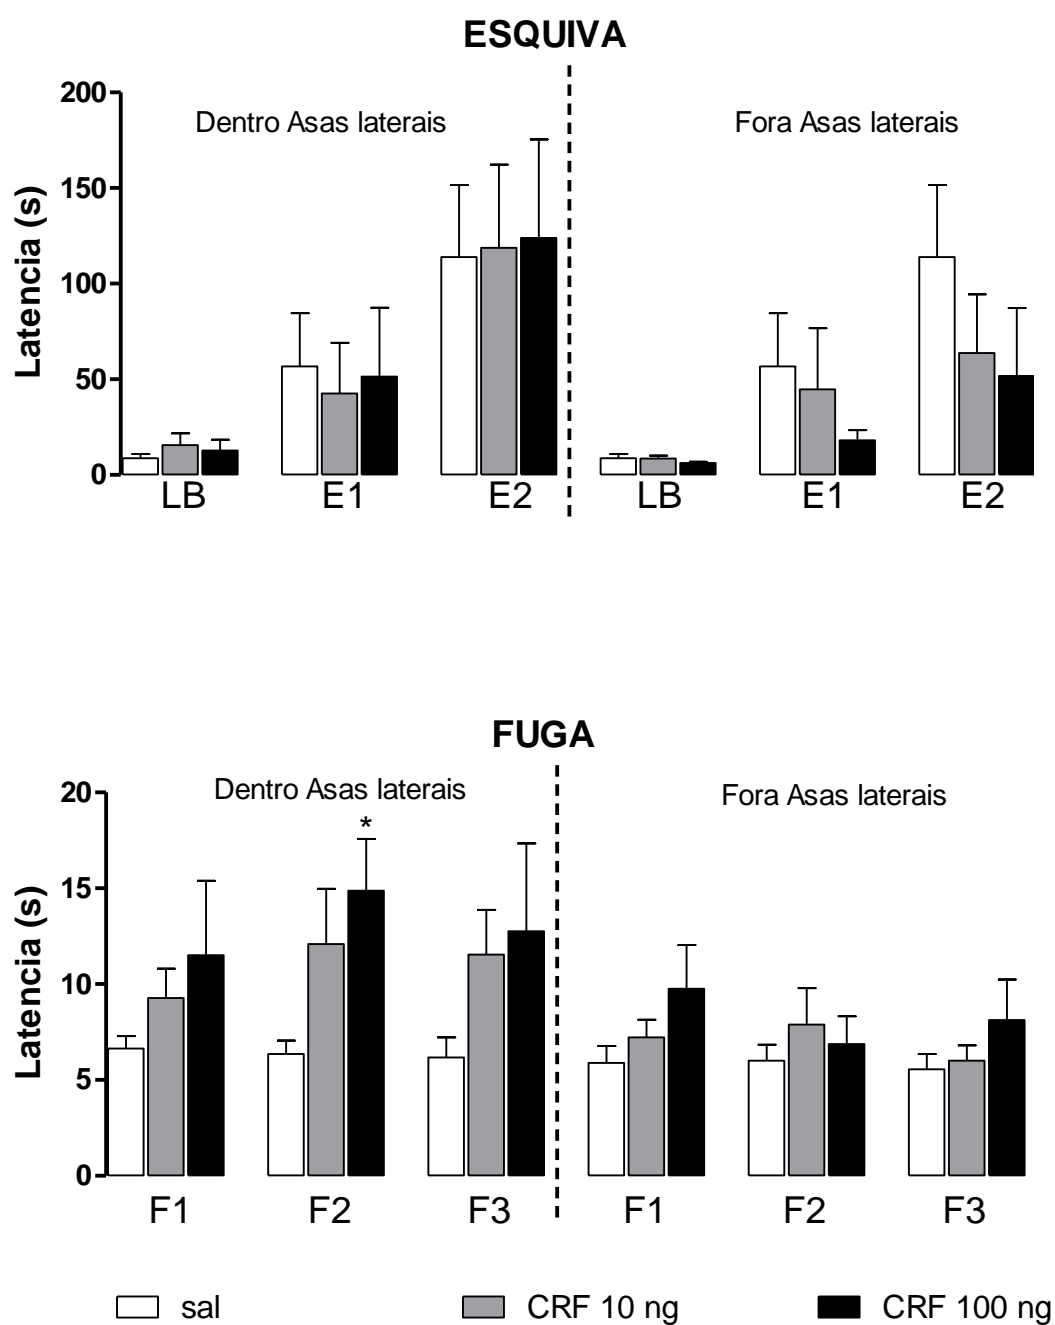 ESQUIVA
Dentro Asas laterais
Fora Asas laterais
Latencia (s)
200
150
100
50
0
LB E1 E2 LB E1 E2
FUGA
Dentro Asas laterais
Fora Asas laterais
*
Latencia (s)
20
15
10
5
0
F1 F2 F3 F1 F2 F3
sal CRF 10 ng CRF 100 ng